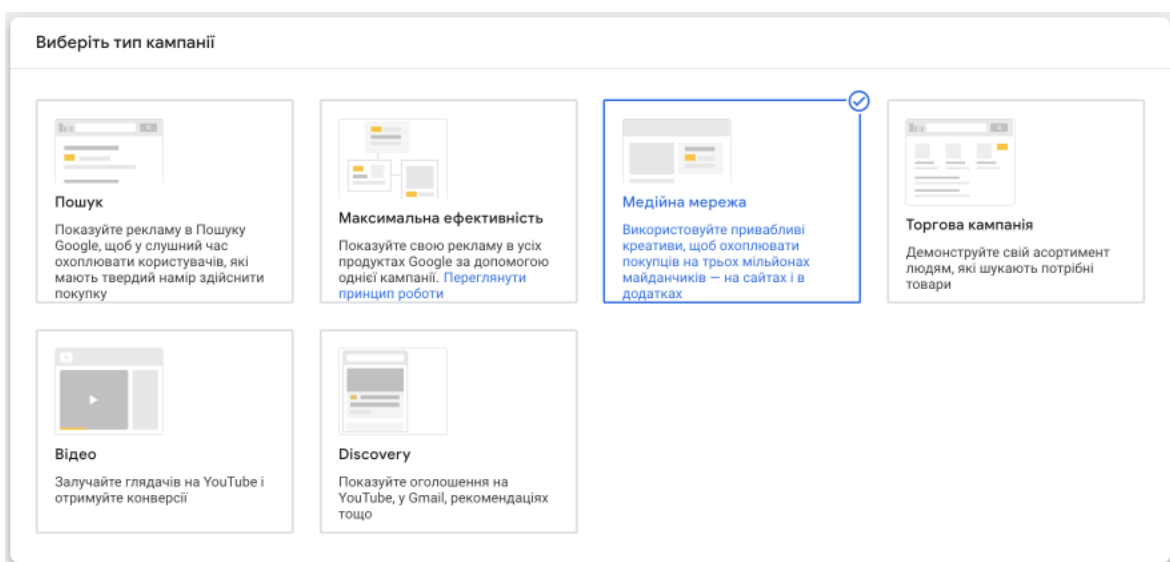 Виберіть тип кампанії
Пошук
Показуйте рекламу в Пошуку
Google, щоб у слушний час
охоплювати користувачів, які
мають твердий намір здійснити
покупку
Максимальна ефективність
Показуйте свою рекламу в усіх
продуктах Google за допомогою
однієї кампанії. Переглянути
принцип роботи
Медійна мережа
Використовуйте привабливі
креативи, щоб охоплювати
покупців на трьох мільйонах
майданчиків — на сайтах і в
додатках
Торгова кампанія
Демонструйте свій асортимент
людям, які шукають потрібні
товари
Відео
Залучайте глядачів на YouTube і
отримуйте конверсії
Discovery
Показуйте оголошення на
YouTube, у Gmail, рекомендаціях
тощо